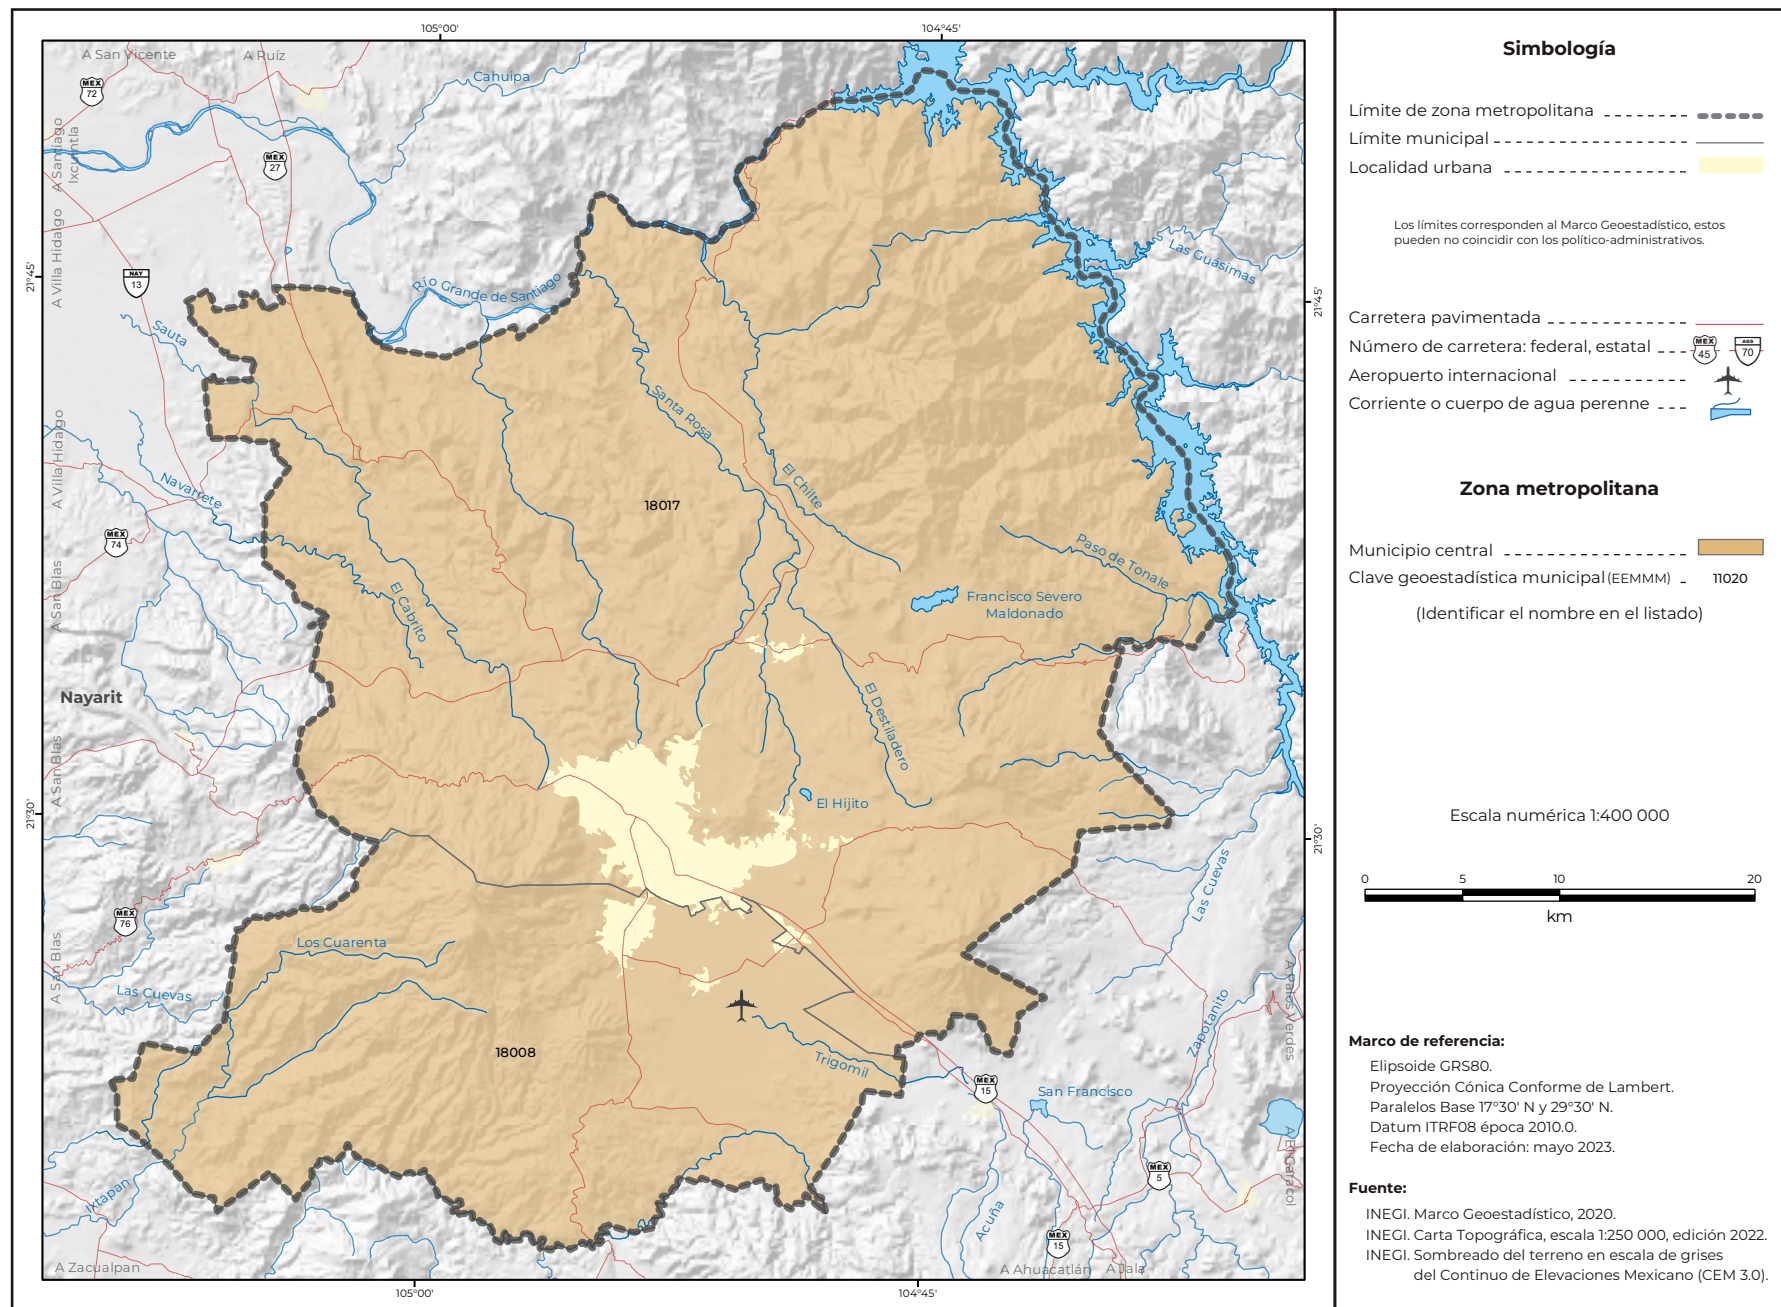 105°00'
104°45'
A San Vicente
A Ruíz
Cahuipa
MEX
72
A Santiago
Ixcuintla
MEX
27
A Villa Hidalgo
21°45'
21°45'
NAY
13
Río Grande de Santiago
Las Guásimas
Sauta
Santa Rosa
A Villa Hidalgo
Navarrete
El Chilte
18017
MEX
74
Paso de Tonale
A San Blas
El Cabrito
Francisco Severo
Maldonado
Nayarit
El Destiladero
A San Blas
El Hijito
21°30'
21°30'
Las Cuevas
MEX
76
Los Cuarenta
A San Blas
Las Cuevas
A Palos Verdes
Zapotanito
18008
Trigomil
MEX
15
San Francisco
A El Caracol
MEX
5
Ixtapan
Acuña
MEX
15
A Zacualpan
A Ahuacatlán
A Jala
105°00'
104°45'
Simbología
Límite de zona metropolitana
Límite municipal
Localidad urbana
Los límites corresponden al Marco Geoestadístico, estos
pueden no coincidir con los político-administrativos.
Carretera pavimentada
Número de carretera: federal, estatal
MEX
45
AGS
70
Aeropuerto internacional
Corriente o cuerpo de agua perenne
Zona metropolitana
Municipio central
Clave geoestadística municipal (EEMMM) 11020
(Identificar el nombre en el listado)
Escala numérica 1:400 000
0 5 10 20
km
Marco de referencia:
Elipsoide GRS80.
Proyección Cónica Conforme de Lambert.
Paralelos Base 17°30' N y 29°30' N.
Datum ITRF08 época 2010.0.
Fecha de elaboración: mayo 2023.
Fuente:
INEGI. Marco Geoestadístico, 2020.
INEGI. Carta Topográfica, escala 1:250 000, edición 2022.
INEGI. Sombreado del terreno en escala de grises
del Continuo de Elevaciones Mexicano (CEM 3.0).